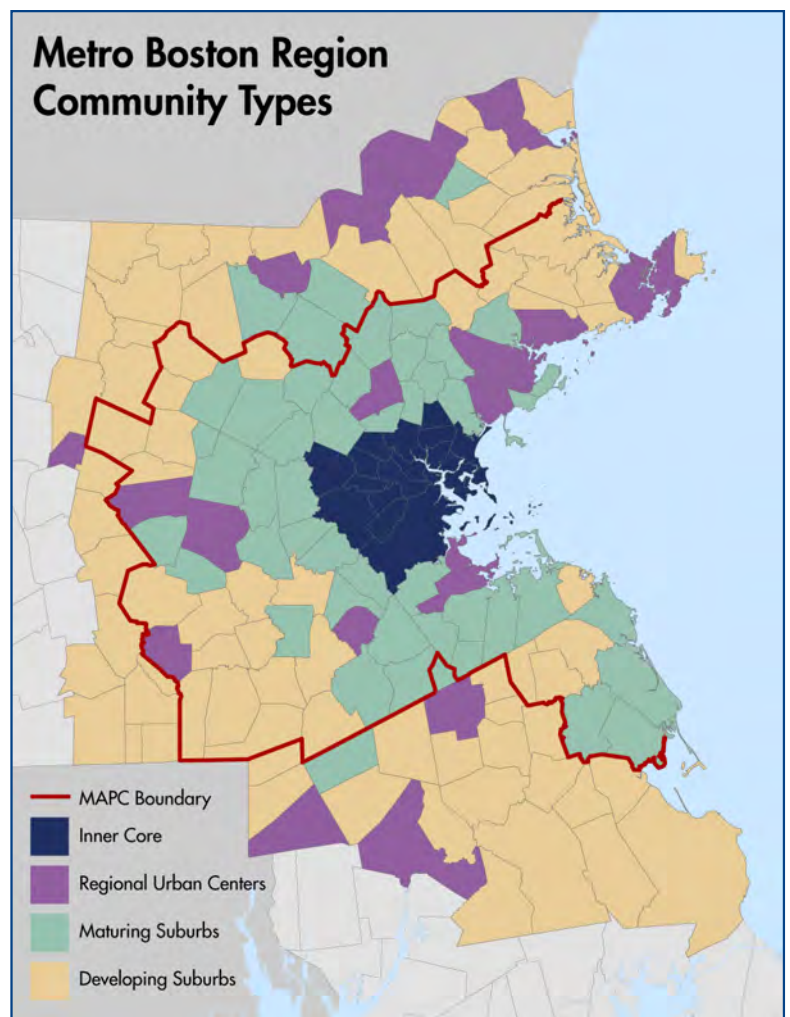 Metro Boston Region
Community Types
MAPC Boundary
Inner Core
Regional Urban Centers
Maturing Suburbs
Developing Suburbs